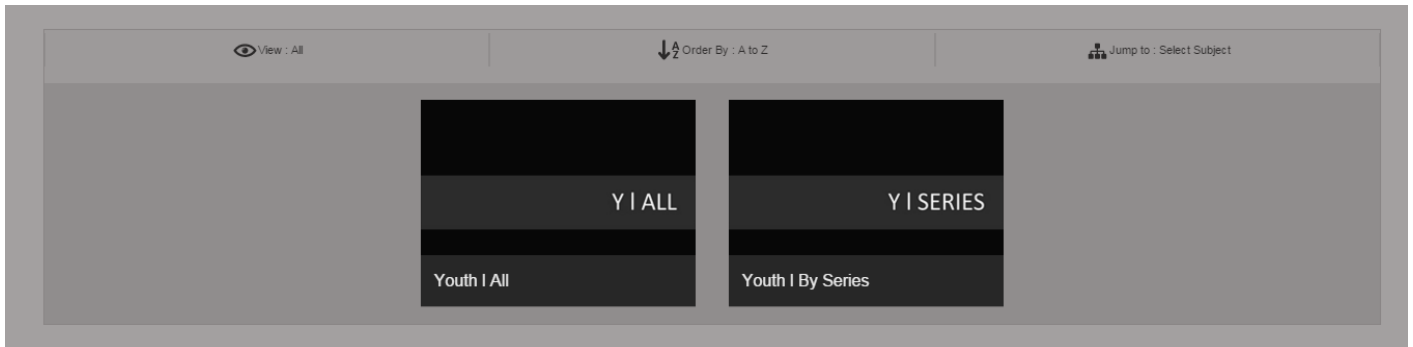 View : All
Order By : A to Z
Jump to : Select Subject
Y l ALL
Y l SERIES
Youth l All
Youth l By Series